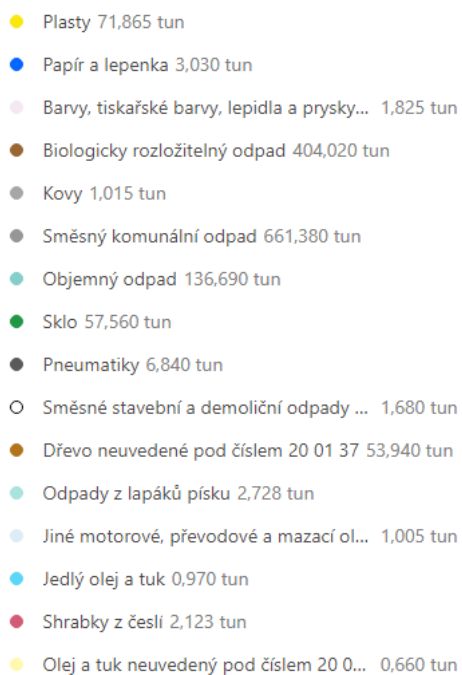 Plasty 71,865 tun
Papír a lepenka 3,030 tun
Barvy, tiskařské barvy, lepidla a prysky... 1,825 tun
Biologicky rozložitelný odpad 404,020 tun
Kovy 1,015 tun
Směsný komunální odpad 661,380 tun
Objemný odpad 136,690 tun
Sklo 57,560 tun
Pneumatiky 6,840 tun
Směsné stavební a demoliční odpady ... 1,680 tun
Dřevo neuvedené pod číslem 20 01 37 53,940 tun
Odpady z lapáků písku 2,728 tun
Jiné motorové, převodové a mazací ol... 1,005 tun
Jedlý olej a tuk 0,970 tun
Shrabky z česlí 2,123 tun
Olej a tuk neuvedený pod číslem 20 0... 0,660 tun